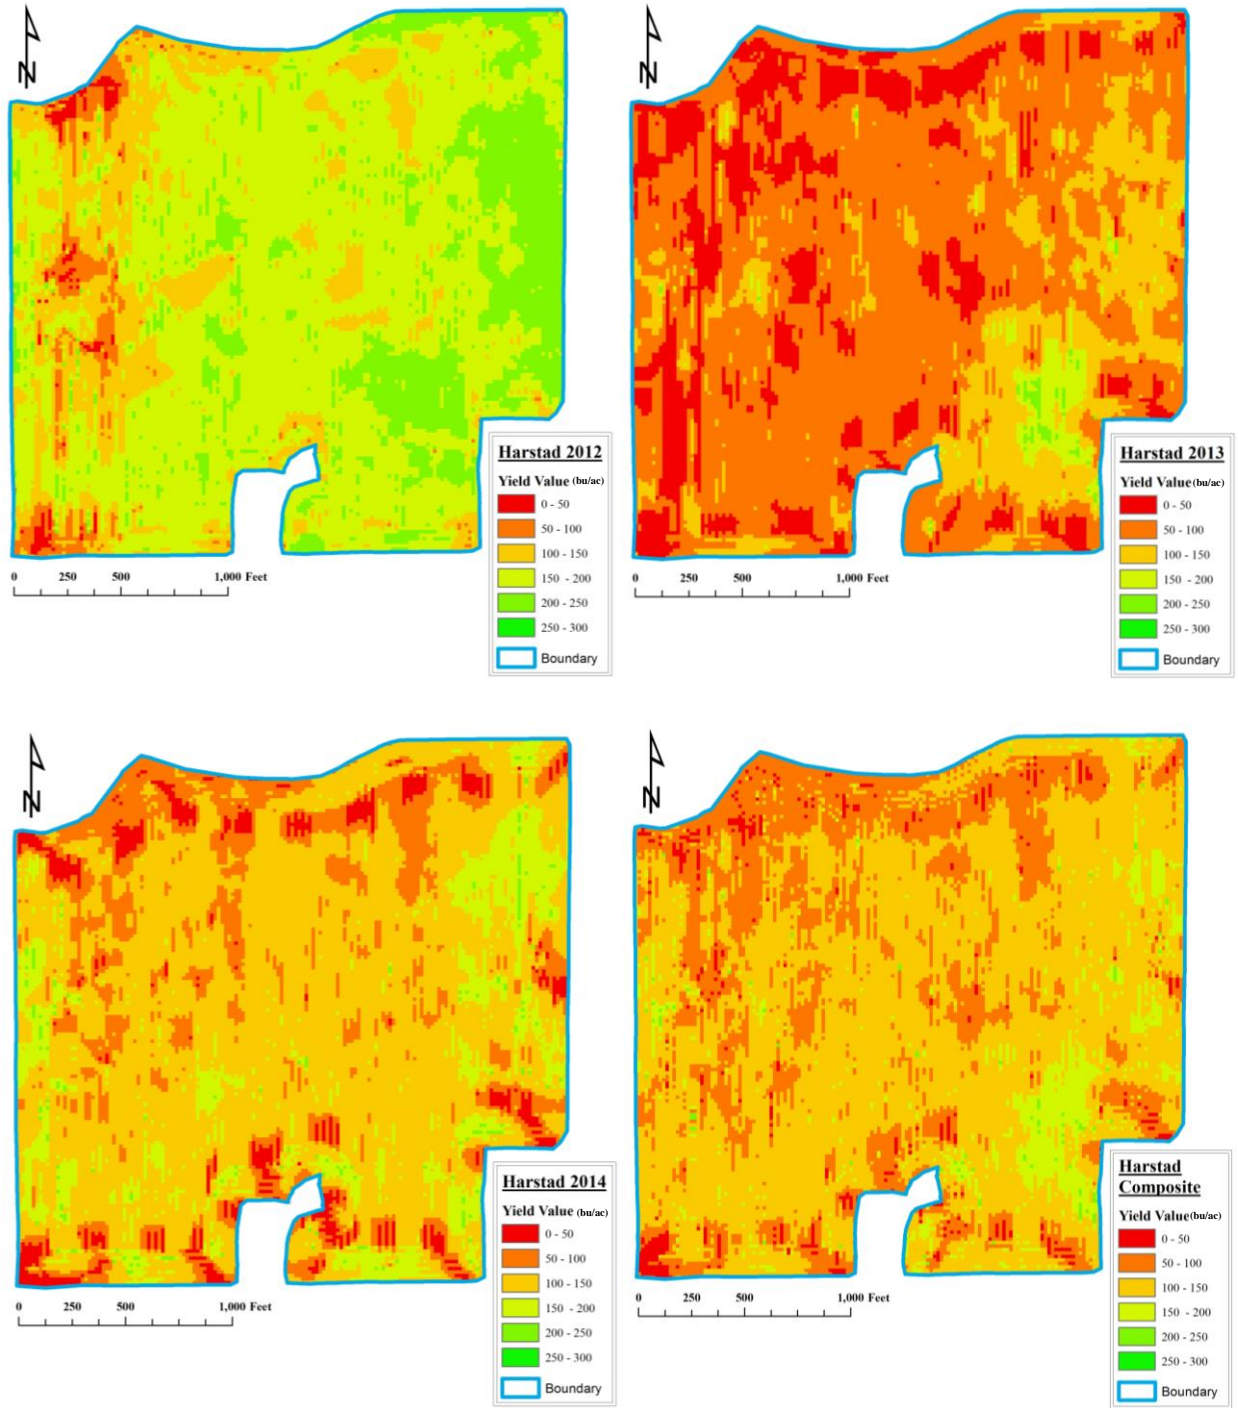 N
N
0 250 500 1,000 Feet
Harstad 2012
Yield Value (bu/ac)
0 - 50
50 - 100
100 - 150
150 - 200
200 - 250
250 - 300
Boundary
0 250 500 1,000 Feet
Harstad 2013
Yield Value (bu/ac)
0 - 50
50 - 100
100 - 150
150 - 200
200 - 250
250 - 300
Boundary
N
N
0 250 500 1,000 Feet
Harstad 2014
Yield Value (bu/ac)
0 - 50
50 - 100
100 - 150
150 - 200
200 - 250
250 - 300
Boundary
0 250 500 1,000 Feet
Harstad
Composite
Yield Value (bu/ac)
0 - 50
50 - 100
100 - 150
150 - 200
200 - 250
250 - 300
Boundary